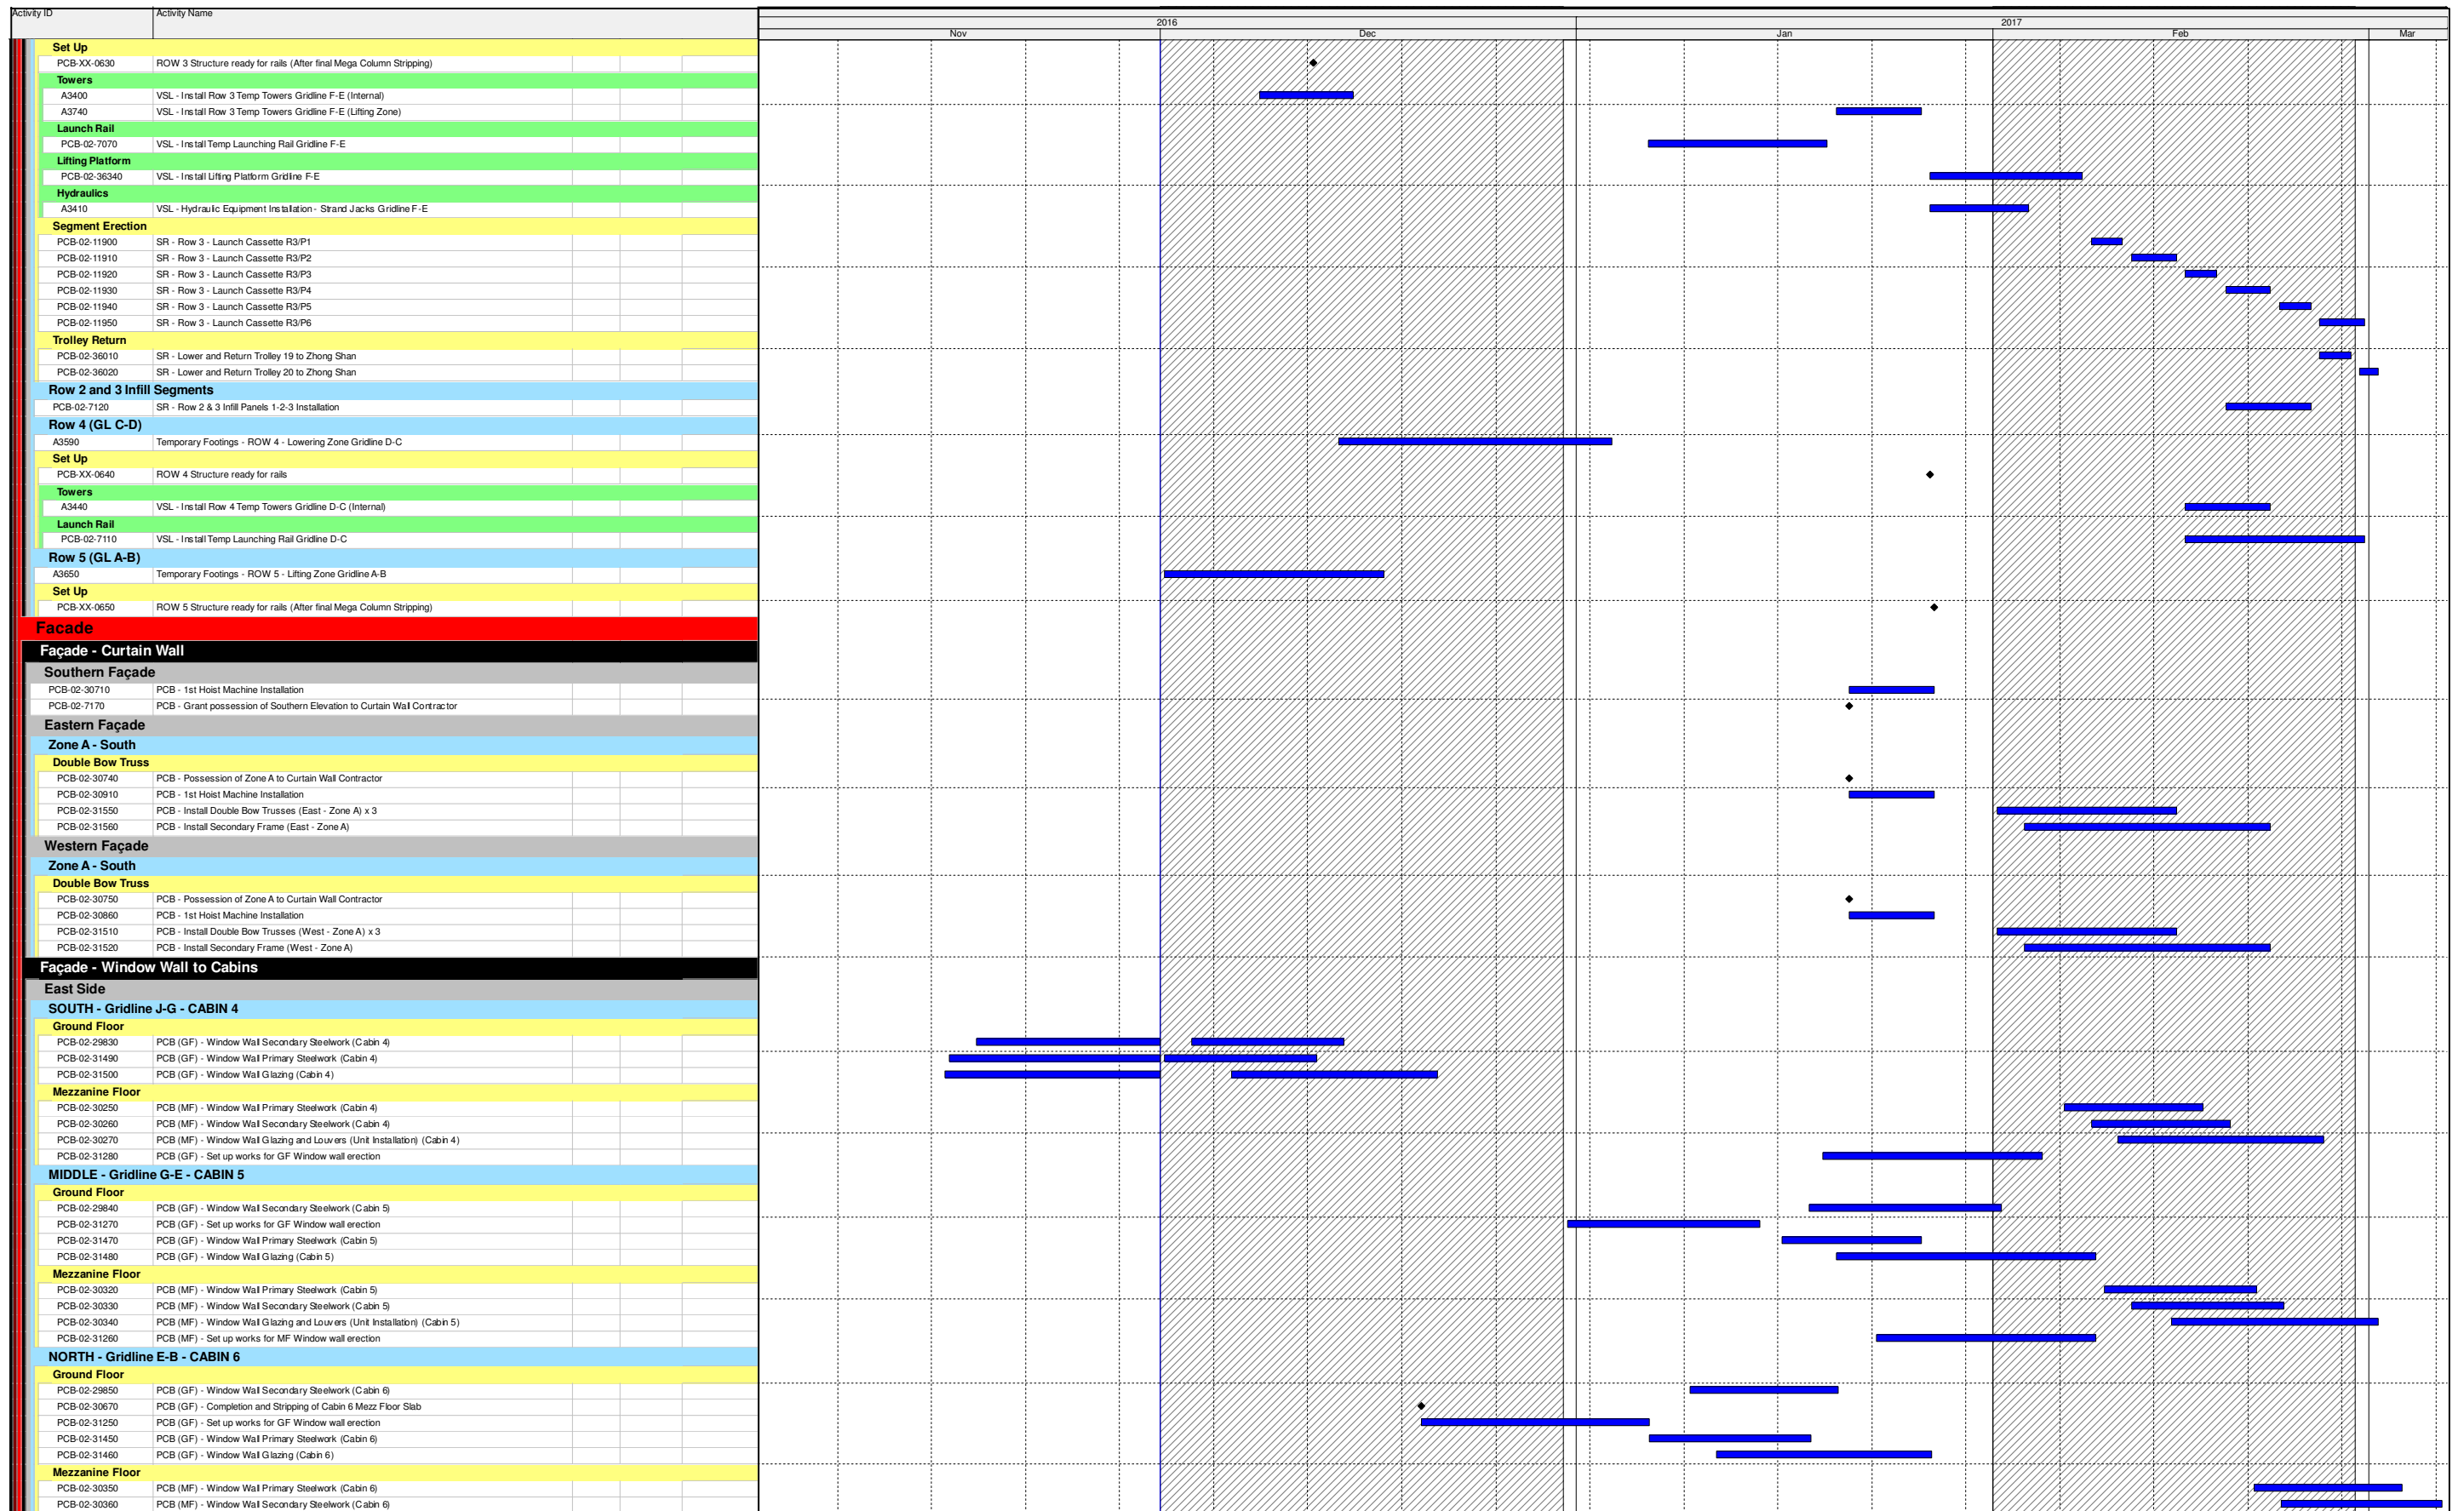 Activity ID Activity Name
2016 2017
Nov Dec Jan Feb Mar
Set Up
PCB-XX-0630 ROW 3 Structure ready for rails (After final Mega Column Stripping)
Towers
A3400 VSL - Install Row 3 Temp Towers Gridline F-E (Internal)
A3740 VSL - Install Row 3 Temp Towers Gridline F-E (Lifting Zone)
Launch Rail
PCB-02-7070 VSL - Install Temp Launching Rail Gridline F-E
Lifting Platform
PCB-02-36340 VSL - Install Lifting Platform Gridline F-E
Hydraulics
A3410 VSL - Hydraulic Equipment Installation - Strand Jacks Gridline F-E
Segment Erection
PCB-02-11900 SR - Row 3 - Launch Cassette R3/P1
PCB-02-11910 SR - Row 3 - Launch Cassette R3/P2
PCB-02-11920 SR - Row 3 - Launch Cassette R3/P3
PCB-02-11930 SR - Row 3 - Launch Cassette R3/P4
PCB-02-11940 SR - Row 3 - Launch Cassette R3/P5
PCB-02-11950 SR - Row 3 - Launch Cassette R3/P6
Trolley Return
PCB-02-36010 SR - Lower and Return Trolley 19 to Zhong Shan
PCB-02-36020 SR - Lower and Return Trolley 20 to Zhong Shan
Row 2 and 3 Infill Segments
PCB-02-7120 SR - Row 2 & 3 Infill Panels 1-2-3 Installation
Row 4 (GL C-D)
A3590 Temporary Footings - ROW 4 - Lowering Zone Gridline D-C
Set Up
PCB-XX-0640 ROW 4 Structure ready for rails
Towers
A3440 VSL - Install Row 4 Temp Towers Gridline D-C (Internal)
Launch Rail
PCB-02-7110 VSL - Install Temp Launching Rail Gridline D-C
Row 5 (GL A-B)
A3650 Temporary Footings - ROW 5 - Lifting Zone Gridline A-B
Set Up
PCB-XX-0650 ROW 5 Structure ready for rails (After final Mega Column Stripping)
Facade
Façade - Curtain Wall
Southern Façade
PCB-02-30710 PCB - 1st Hoist Machine Installation
PCB-02-7170 PCB - Grant possession of Southern Elevation to Curtain Wall Contractor
Eastern Façade
Zone A - South
Double Bow Truss
PCB-02-30740 PCB - Possession of Zone A to Curtain Wall Contractor
PCB-02-30910 PCB - 1st Hoist Machine Installation
PCB-02-31550 PCB - Install Double Bow Trusses (East - Zone A) x 3
PCB-02-31560 PCB - Install Secondary Frame (East - Zone A)
Western Façade
Zone A - South
Double Bow Truss
PCB-02-30750 PCB - Possession of Zone A to Curtain Wall Contractor
PCB-02-30860 PCB - 1st Hoist Machine Installation
PCB-02-31510 PCB - Install Double Bow Trusses (West - Zone A) x 3
PCB-02-31520 PCB - Install Secondary Frame (West - Zone A)
Façade - Window Wall to Cabins
East Side
SOUTH - Gridline J-G - CABIN 4
Ground Floor
PCB-02-29830 PCB (GF) - Window Wall Secondary Steelwork (Cabin 4)
PCB-02-31490 PCB (GF) - Window Wall Primary Steelwork (Cabin 4)
PCB-02-31500 PCB (GF) - Window Wall Glazing (Cabin 4)
Mezzanine Floor
PCB-02-30250 PCB (MF) - Window Wall Primary Steelwork (Cabin 4)
PCB-02-30260 PCB (MF) - Window Wall Secondary Steelwork (Cabin 4)
PCB-02-30270 PCB (MF) - Window Wall Glazing and Louvers (Unit Installation) (Cabin 4)
PCB-02-31280 PCB (GF) - Set up works for GF Window wall erection
MIDDLE - Gridline G-E - CABIN 5
Ground Floor
PCB-02-29840 PCB (GF) - Window Wall Secondary Steelwork (Cabin 5)
PCB-02-31270 PCB (GF) - Set up works for GF Window wall erection
PCB-02-31470 PCB (GF) - Window Wall Primary Steelwork (Cabin 5)
PCB-02-31480 PCB (GF) - Window Wall Glazing (Cabin 5)
Mezzanine Floor
PCB-02-30320 PCB (MF) - Window Wall Primary Steelwork (Cabin 5)
PCB-02-30330 PCB (MF) - Window Wall Secondary Steelwork (Cabin 5)
PCB-02-30340 PCB (MF) - Window Wall Glazing and Louvers (Unit Installation) (Cabin 5)
PCB-02-31260 PCB (MF) - Set up works for MF Window wall erection
NORTH - Gridline E-B - CABIN 6
Ground Floor
PCB-02-29850 PCB (GF) - Window Wall Secondary Steelwork (Cabin 6)
PCB-02-30670 PCB (GF) - Completion and Stripping of Cabin 6 Mezz Floor Slab
PCB-02-31250 PCB (GF) - Set up works for GF Window wall erection
PCB-02-31450 PCB (GF) - Window Wall Primary Steelwork (Cabin 6)
PCB-02-31460 PCB (GF) - Window Wall Glazing (Cabin 6)
Mezzanine Floor
PCB-02-30350 PCB (MF) - Window Wall Primary Steelwork (Cabin 6)
PCB-02-30360 PCB (MF) - Window Wall Secondary Steelwork (Cabin 6)